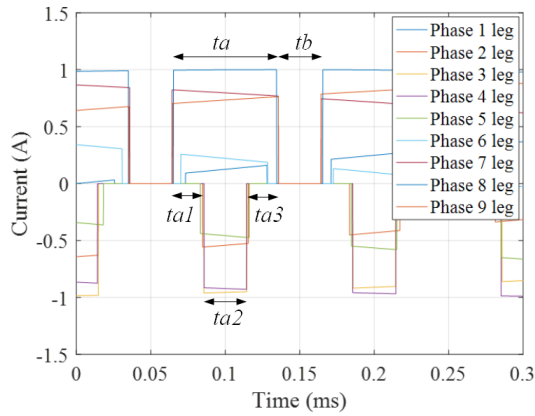 1.5
1
0.5
0
-0.5
-1
-1.5
Current (A)
ta
tb
ta1
ta3
ta2
Phase 1 leg
Phase 2 leg
Phase 3 leg
Phase 4 leg
Phase 5 leg
Phase 6 leg
Phase 7 leg
Phase 8 leg
Phase 9 leg
0 0.05 0.1 0.15 0.2 0.25 0.3
Time (ms)